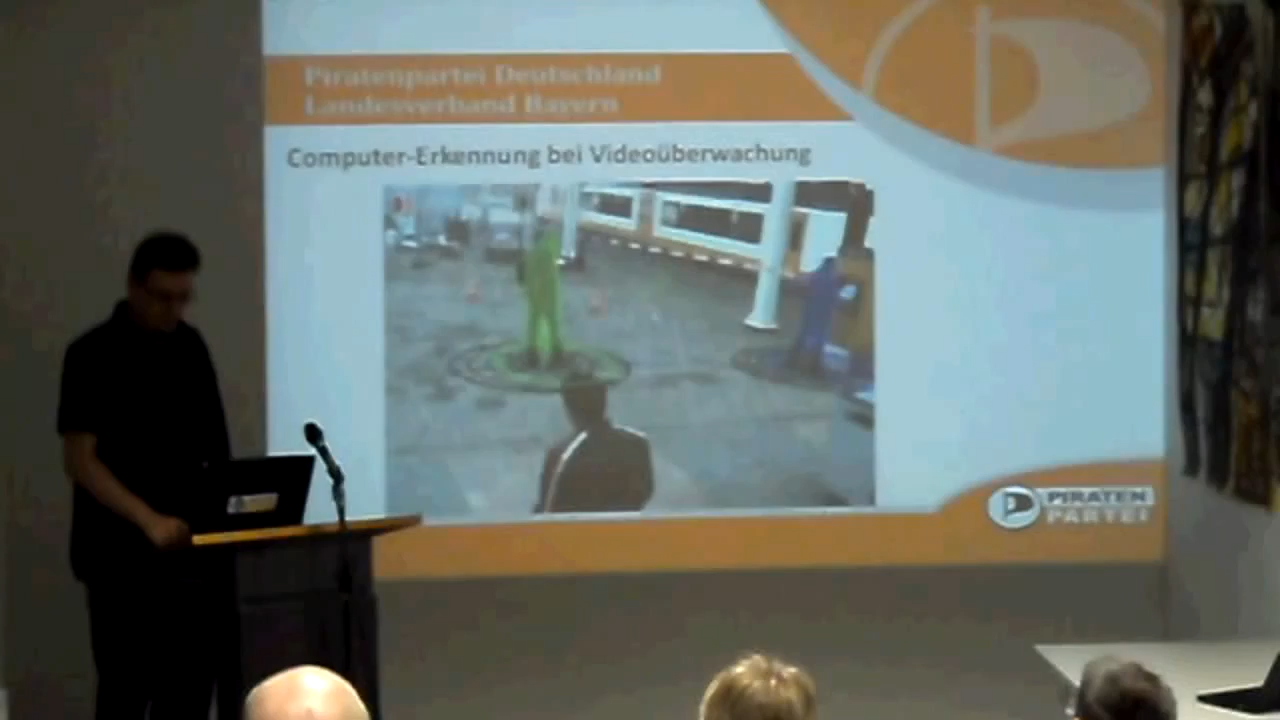 Piratenpartei Deutschland
Landesverband Bayern
Computer-Erkennung bei Videoüberwachung
PIRATEN
PARTEI